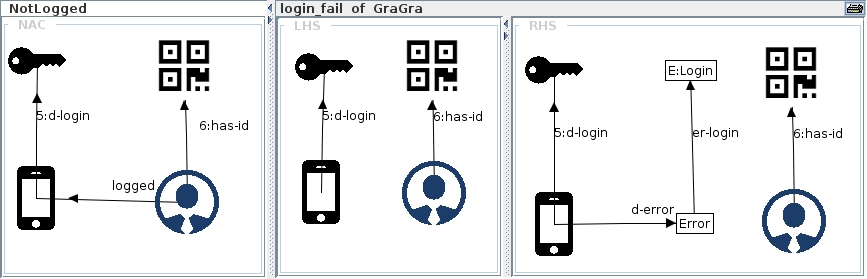 NotLogged
login_fail of GraGra
NAC
LHS
RHS
5:d-login
6:has-id
logged
5:d-login
6:has-id
E:Login
5:d-login
er-login
6:has-id
d-error
Error